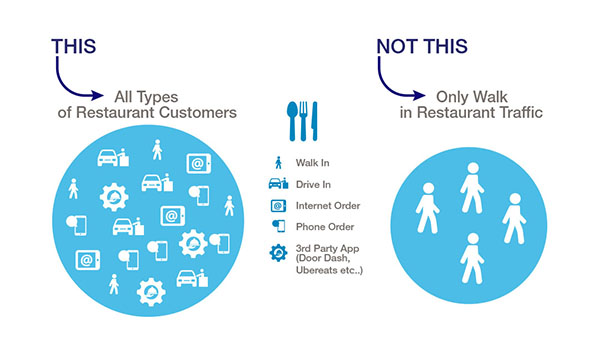 THIS
All Types
of Restaurant Customers
@
@
@
Walk In
Drive In
@
Internet Order
Phone Order
3rd Party App
(Door Dash,
Ubereats etc..)
NOT THIS
Only Walk
in Restaurant Traffic